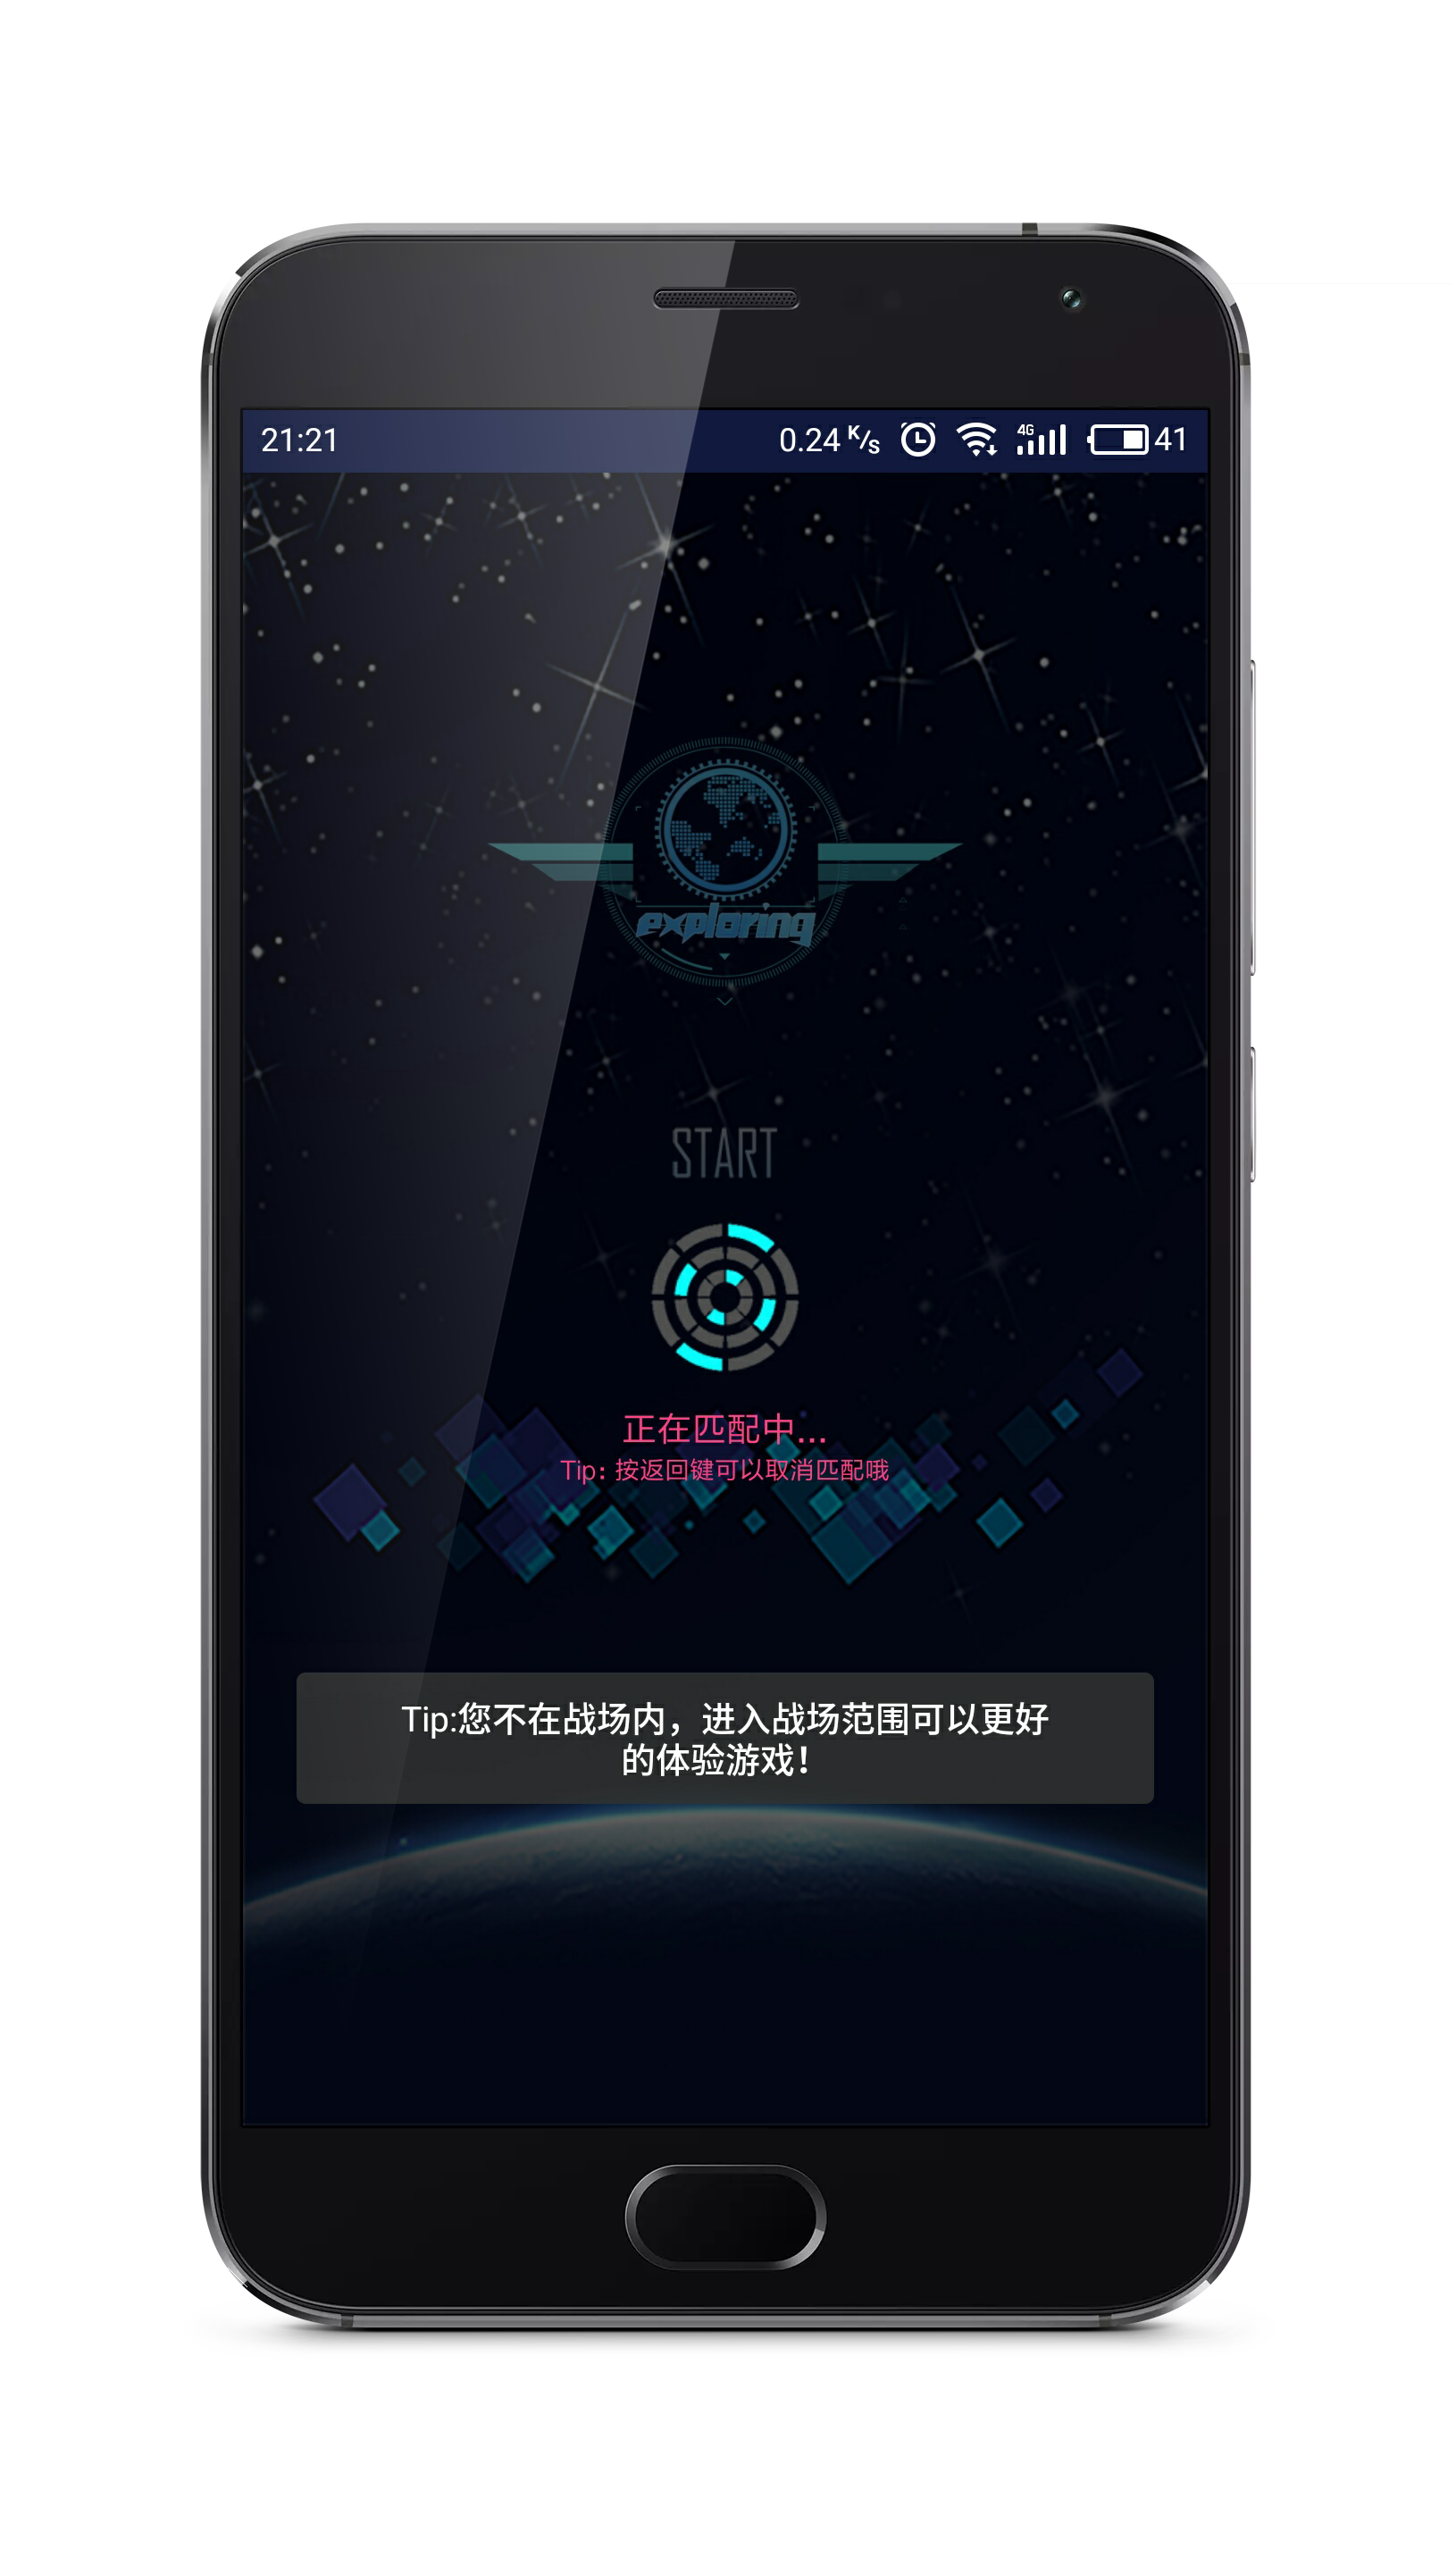 21:21
0.24 K/s
4G
41
exploring
START
正在匹配中...
Tip: 按返回键可以取消匹配哦
Tip:您不在战场内，进入战场范围可以更好
的体验游戏！